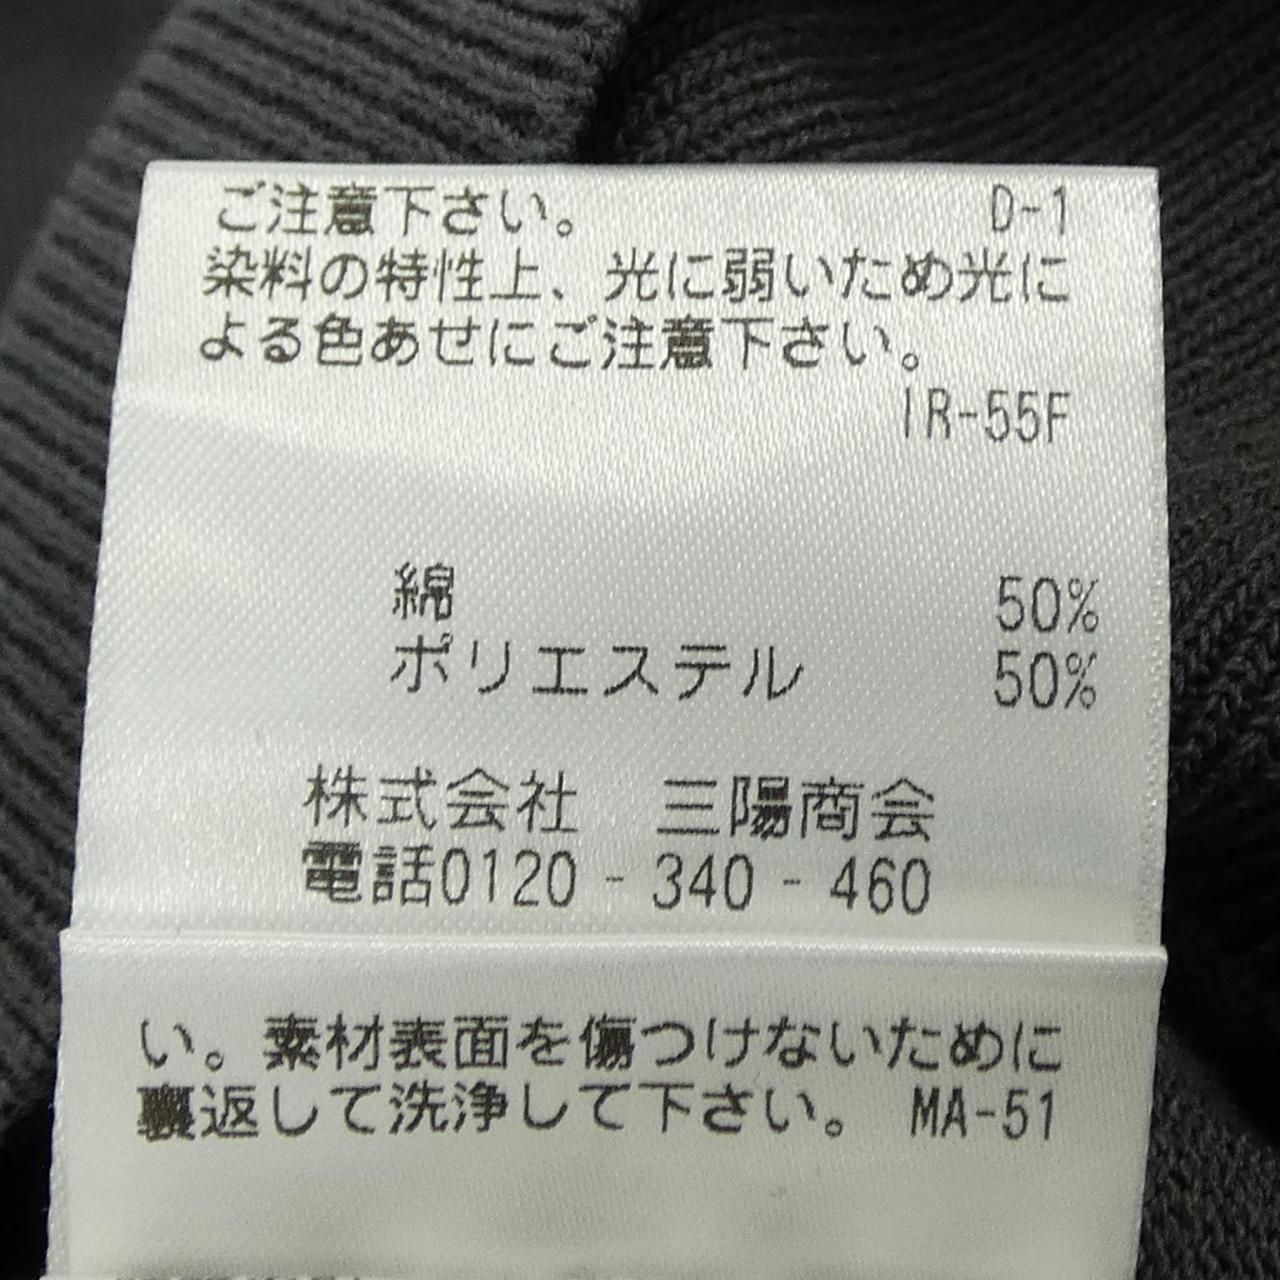 ご注意下さい。 D-1
染料の特性上、光に弱いため光に
よる色あせにご注意下さい。
IR-55F
綿 50%
ポリエステル 50%
株式会社 三陽商会
電話0120-340-460
い。素材表面を傷つけないために
裏返して洗浄して下さい。 MA-51